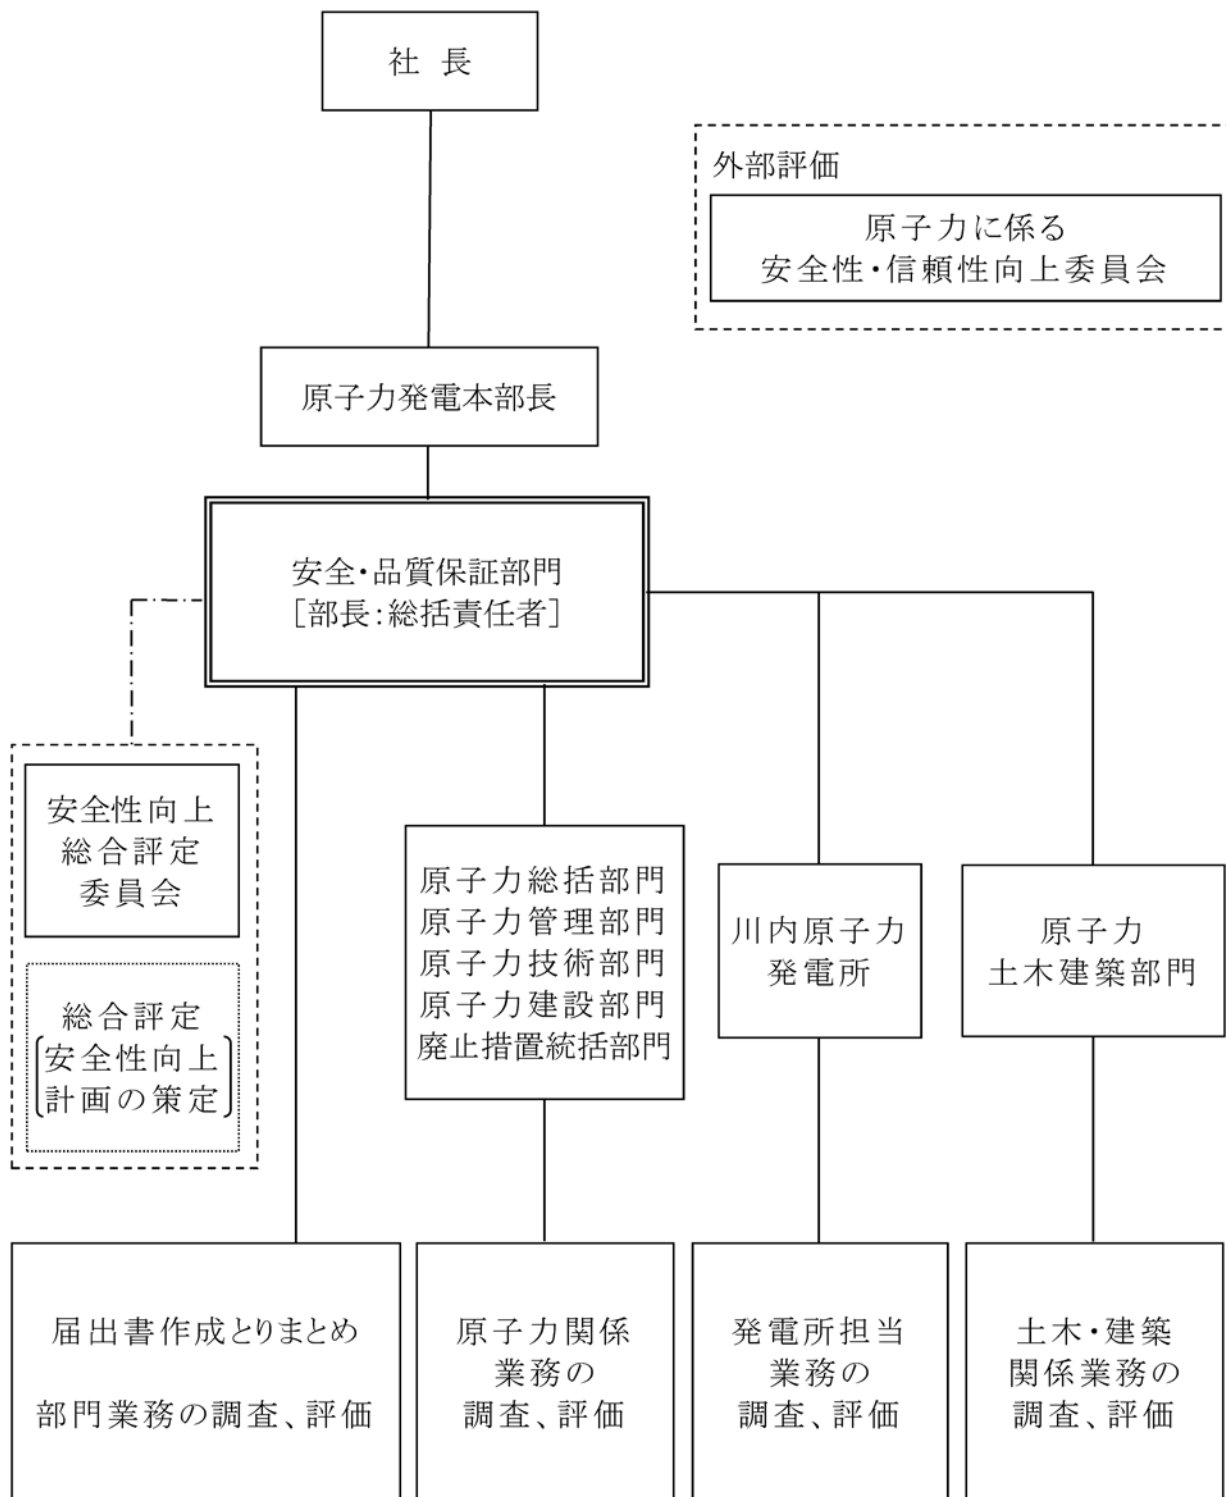 社長
外部評価
原子力に係る
安全性・信頼性向上委員会
原子力発電本部長
安全・品質保証部門
[部長:総括責任者]
安全性向上
総合評定
委員会
総合評定
安全性向上
計画の策定
原子力総括部門
原子力管理部門
原子力技術部門
原子力建設部門
廃止措置統括部門
川内原子力
発電所
原子力
土木建築部門
届出書作成とりまとめ
部門業務の調査、評価
原子力関係
業務の
調査、評価
発電所担当
業務の
調査、評価
土木・建築
関係業務の
調査、評価